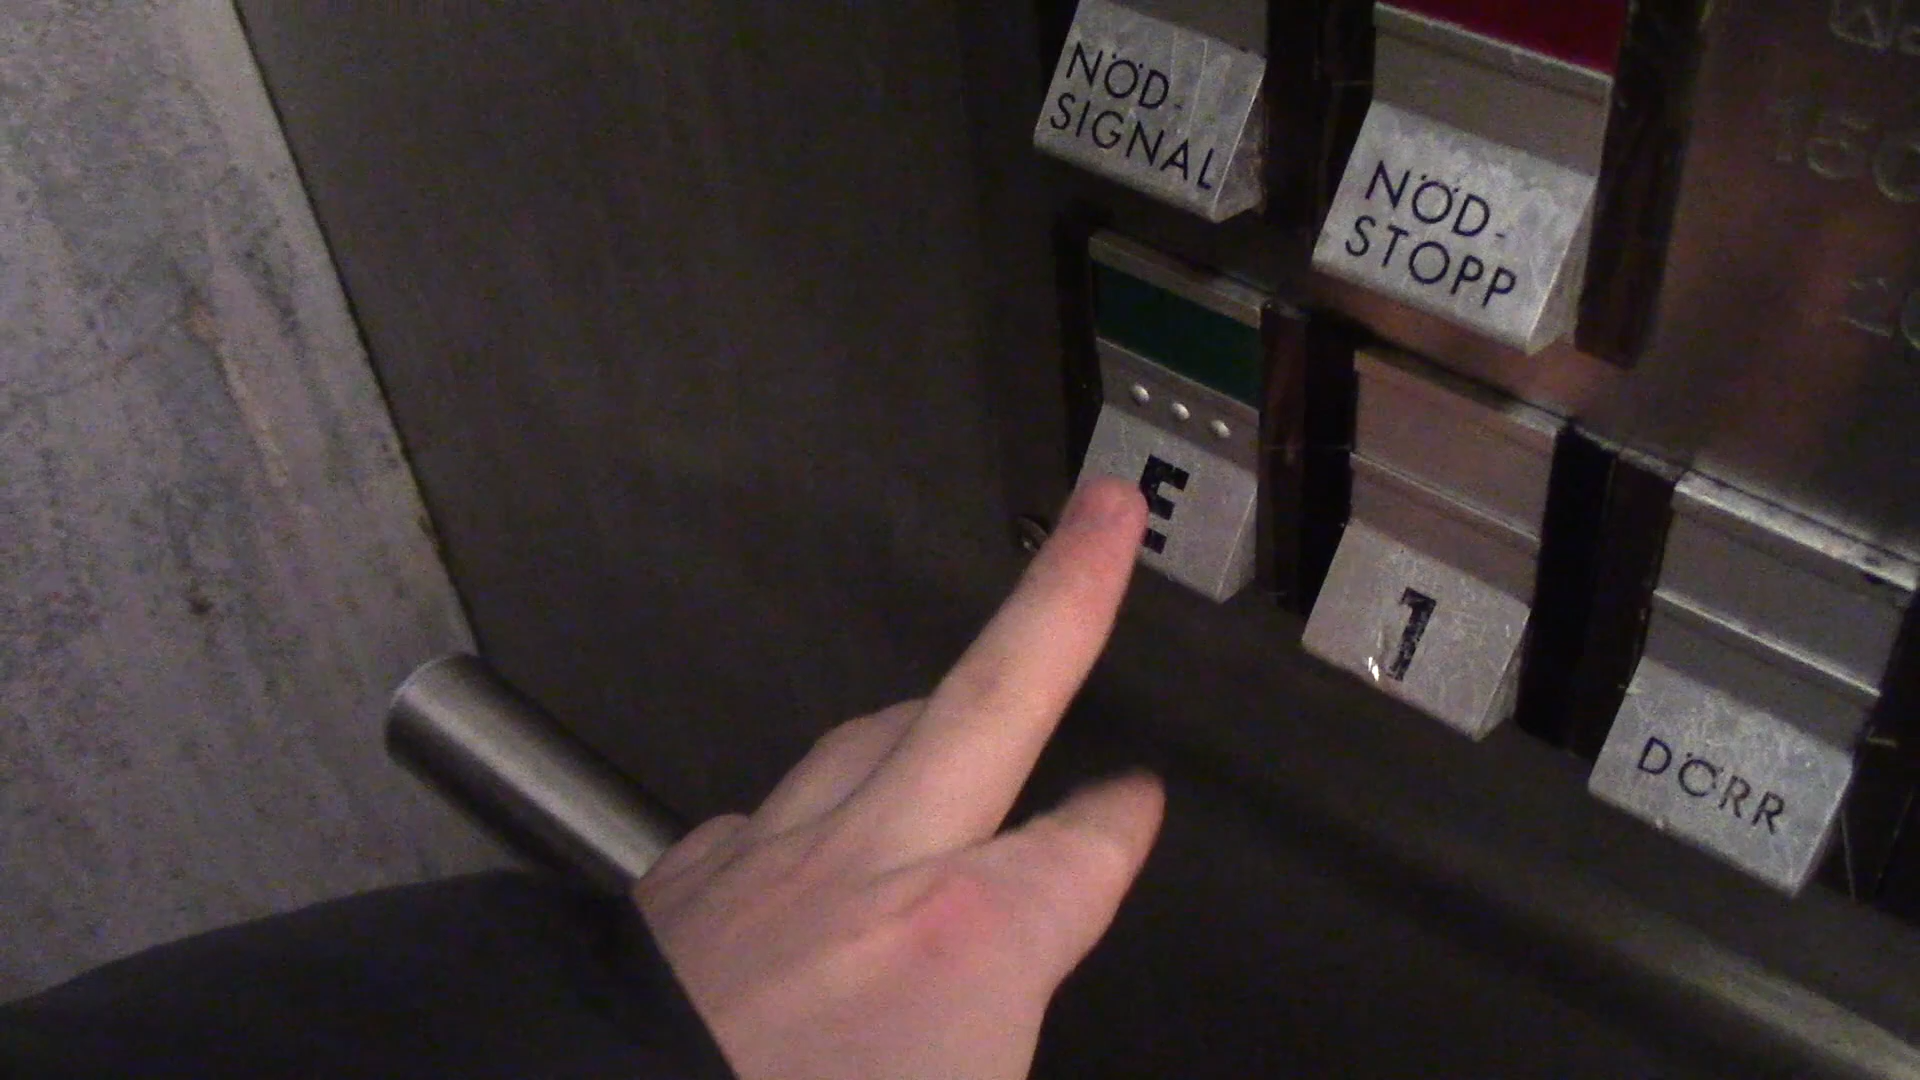 NÖD-
SIGNAL
NÖD-
STOPP
E
1
DÖRR